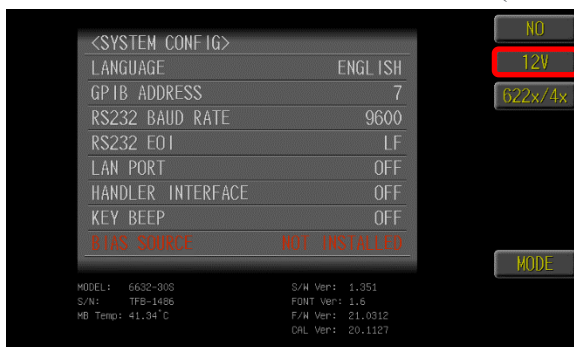 <SYSTEM CONFIG>
LANGUAGE ENGLISH
GPIB ADDRESS 7
RS232 BAUD RATE 9600
RS232 EOI LF
LAN PORT OFF
HANDLER INTERFACE OFF
KEY BEEP OFF
BIAS SOURCE NOT INSTALLED
MODEL: 6632-30S S/W Ver: 1.351
S/N: TFB-1486 FONT Ver: 1.6
MB Temp: 41.34°C F/W Ver: 21.0312
CAL Ver: 20.1127
NO
12V
622x/4x
MODE